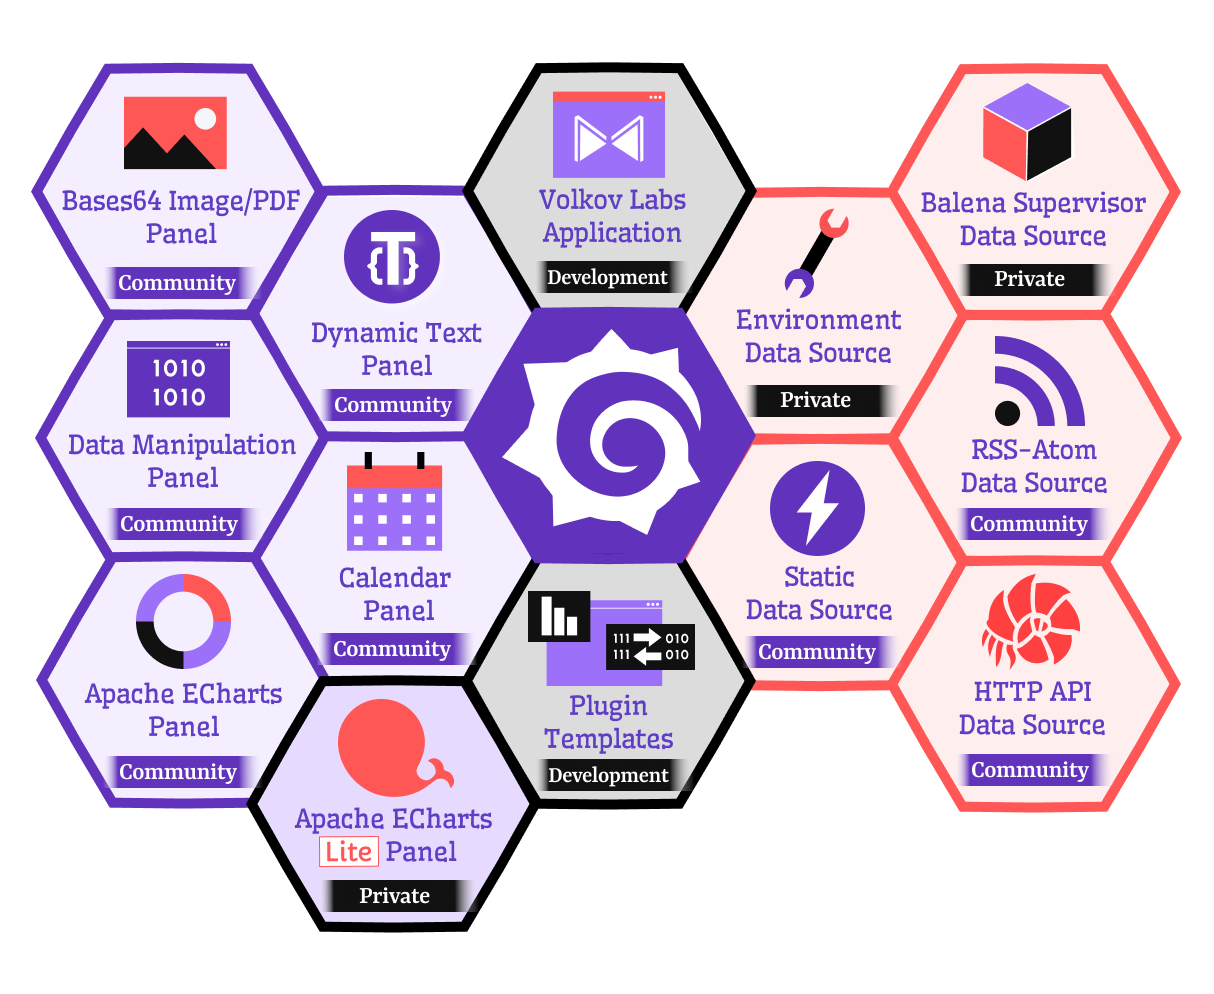 Bases64 Image/PDF
Panel
Community
Dynamic Text
Panel
Community
Volkov Labs
Application
Development
Environment
Data Source
Private
Balena Supervisor
Data Source
Private
1010
1010
Data Manipulation
Panel
Community
Calendar
Panel
Community
Static
Data Source
Community
RSS-Atom
Data Source
Community
Apache ECharts
Panel
Community
Apache ECharts
Lite Panel
Private
111 010
111 010
Plugin
Templates
Development
HTTP API
Data Source
Community
{T}